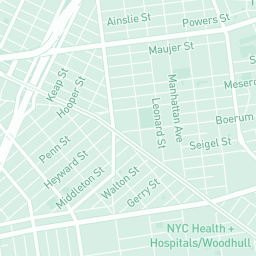 Ainslie St
Powers St
Maujer St
Keap St
Hooper St
Manhattan Ave
Leonard St
Boerum
Seigel St
Penn St
Heyward St
Middleton St
Walton St
Gerry St
NYC Health +
Hospitals/Woodhull